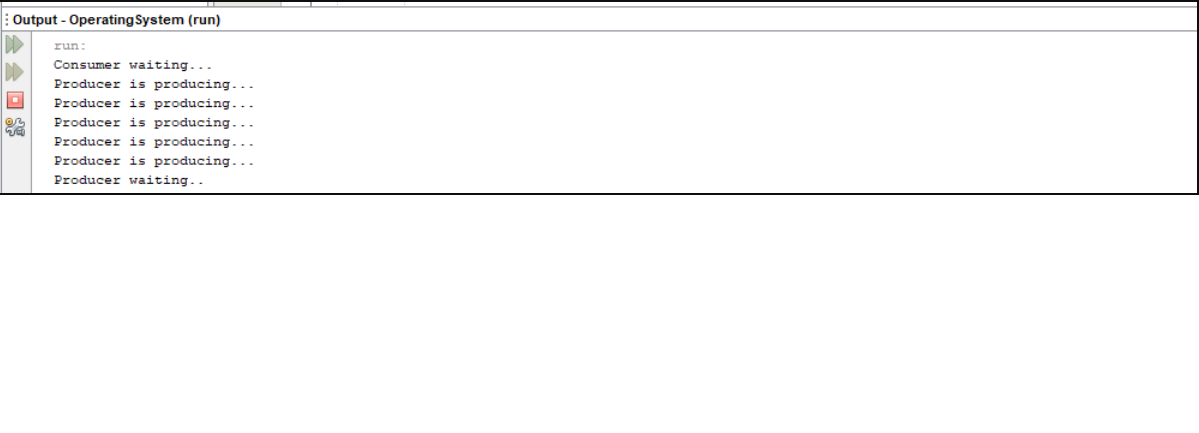 Output - OperatingSystem (run)
run:
Consumer waiting...
Producer is producing...
Producer is producing...
Producer is producing...
Producer is producing...
Producer is producing...
Producer waiting..